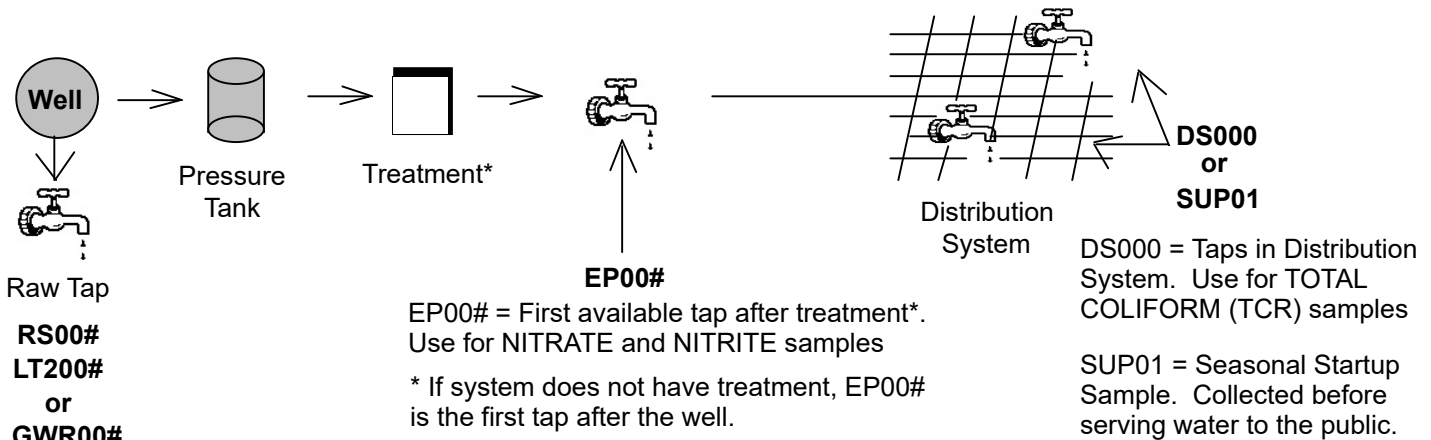 Well
Pressure
Tank
Treatment*
Raw Tap
RS00#
LT200#
or
GWR00#
EP00#
EP00# = First available tap after treatment*.
Use for NITRATE and NITRITE samples
* If system does not have treatment, EP00#
is the first tap after the well.
Distribution
System
DS000
or
SUP01
DS000 = Taps in Distribution
System. Use for TOTAL
COLIFORM (TCR) samples
SUP01 = Seasonal Startup
Sample. Collected before
serving water to the public.